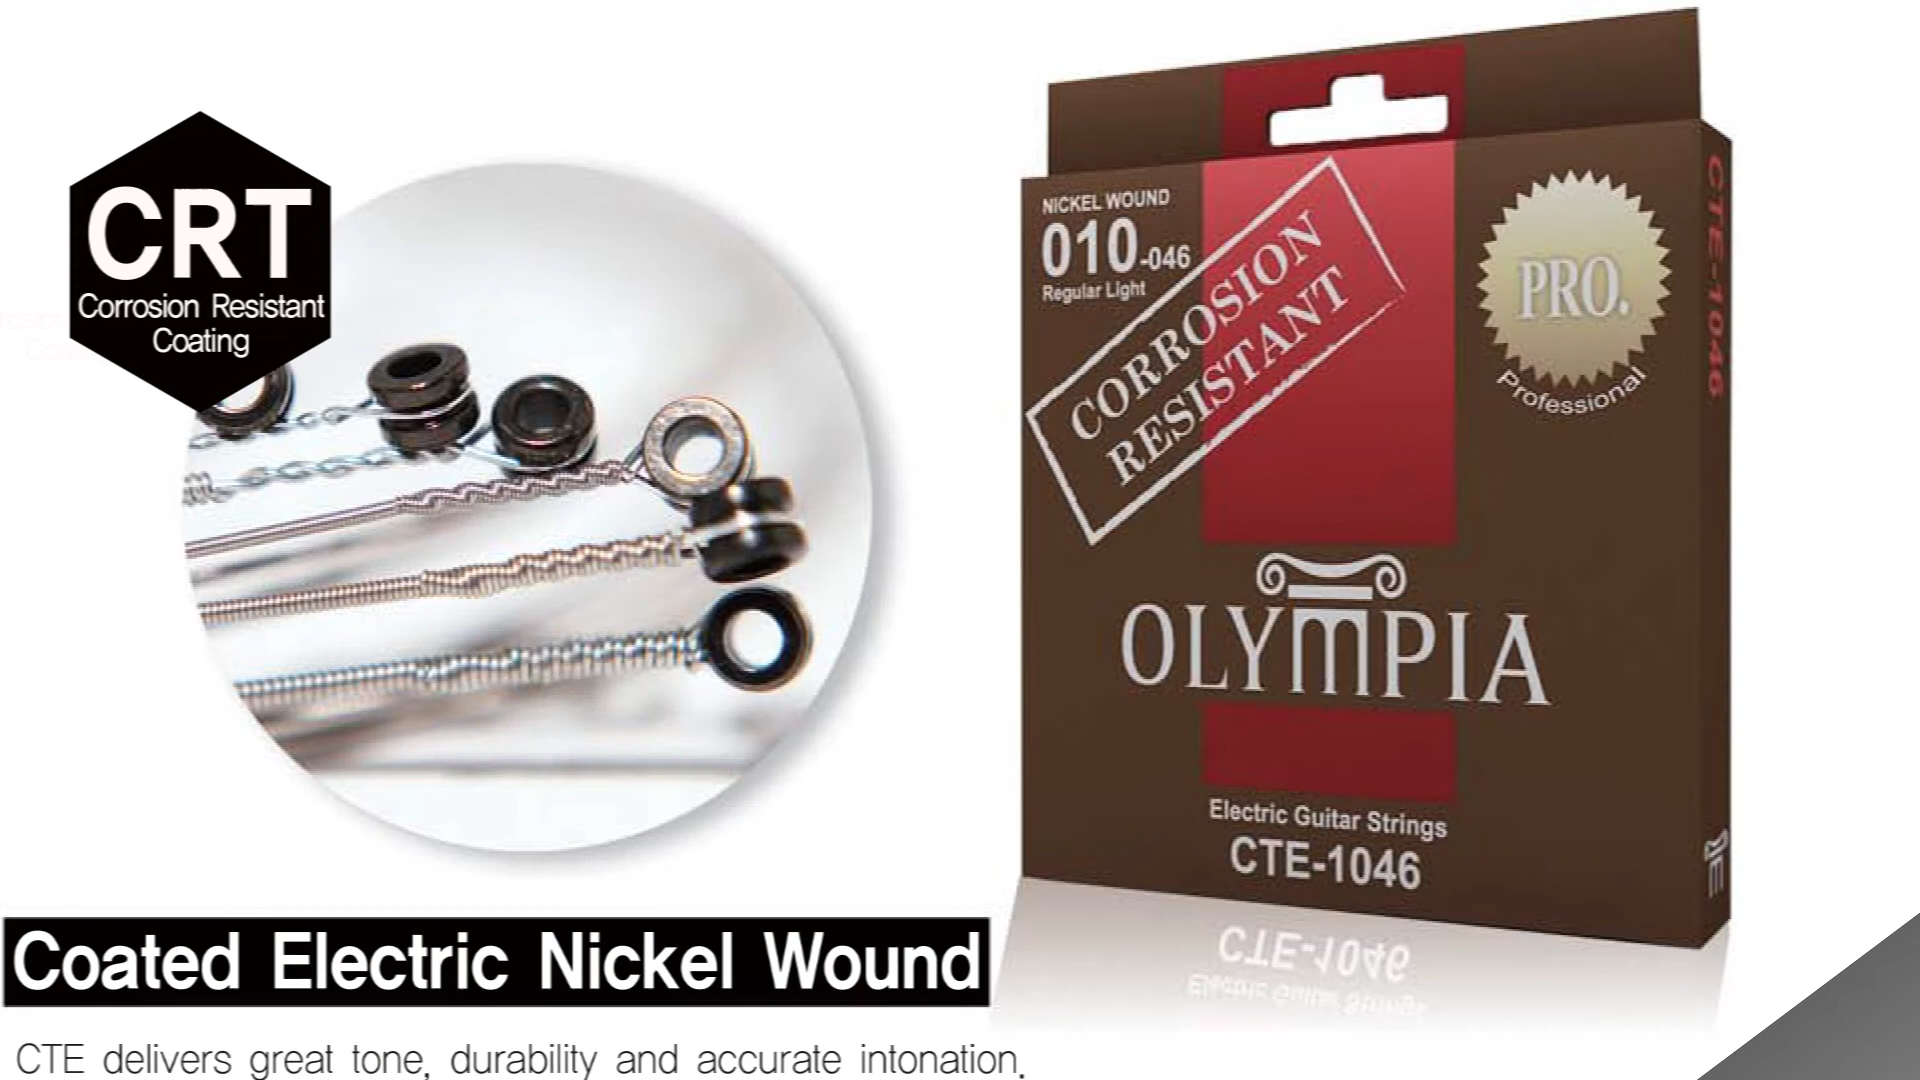 CRT
Corrosion Resistant
Coating
NICKEL WOUND
010-046
Regular Light
CORROSION
RESISTANT
PRO.
Professional
CTE-1046
OLYMPIA
Electric Guitar Strings
CTE-1046
Coated Electric Nickel Wound
CTE delivers great tone, durability and accurate intonation.